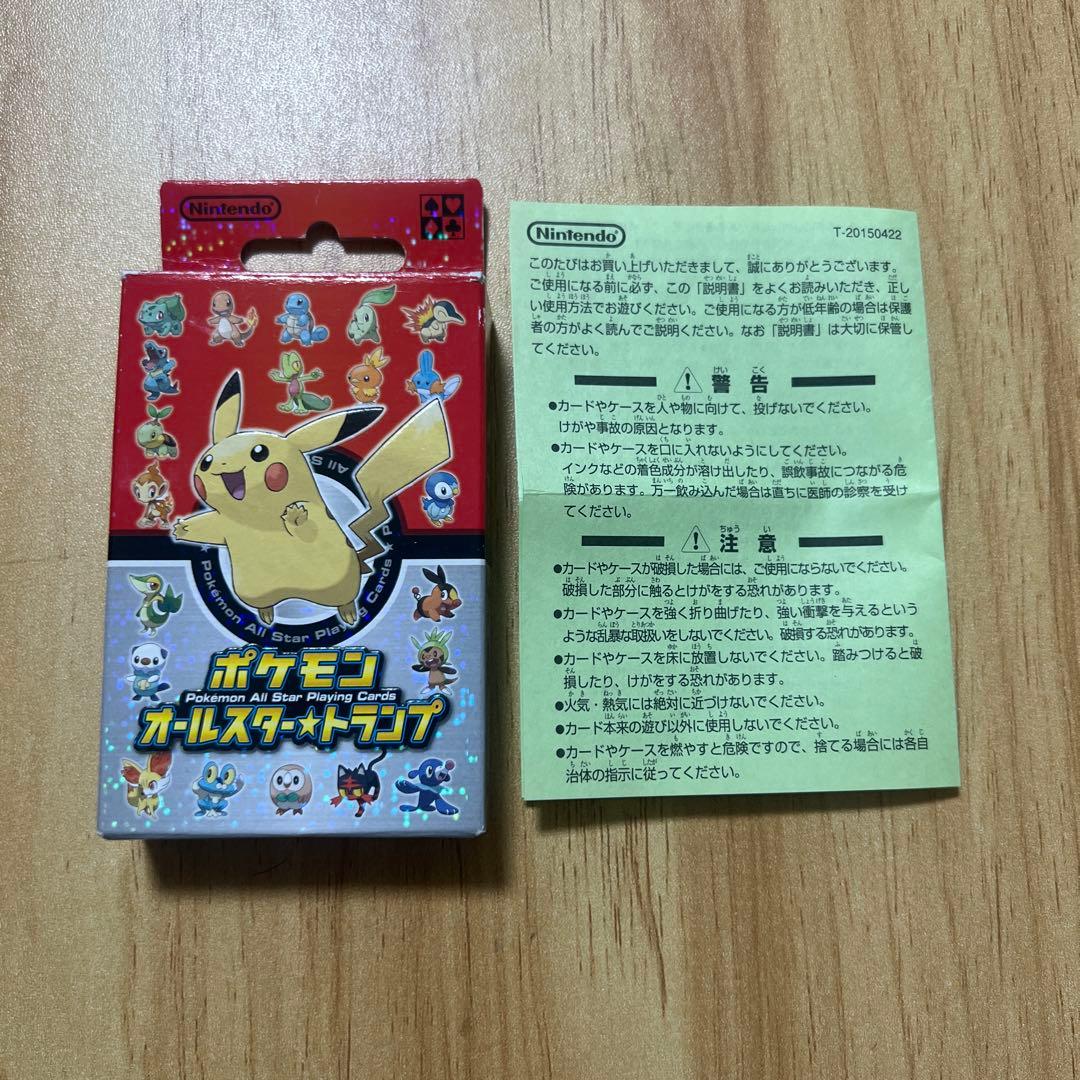 Nintendo
Pokémon All Star Playing Cards
ポケモン
Pokémon All Star Playing Cards
オールスター★トランプ
Nintendo
T-20150422
このたびはお買い上げいただきまして、誠にありがとうございます。
ご使用になる前に必ず、この「説明書」をよくお読みいただき、正し
い使用方法でお遊びください。ご使用になる方が低年齢の場合は保護
者の方がよく読んでご説明ください。なお「説明書」は大切に保管し
てください。
警告
●カードやケースを人や物に向けて、投げないでください。
けがや事故の原因となります。
●カードやケースを口に入れないようにしてください。
インクなどの着色成分が溶け出したり、誤飲事故につながる危
険があります。万一飲み込んだ場合は直ちに医師の診察を受け
てください。
注意
●カードやケースが破損した場合には、ご使用にならないでください。
破損した部分に触るとけがをする恐れがあります。
●カードやケースを強く折り曲げたり、強い衝撃を与えるという
ような乱暴な取扱いをしないでください。破損する恐れがあります。
●カードやケースを床に放置しないでください。踏みつけると破
損したり、けがをする恐れがあります。
●火気・熱気には絶対に近づけないでください。
●カード本来の遊び以外に使用しないでください。
●カードやケースを燃やすと危険ですので、捨てる場合には各自
治体の指示に従ってください。